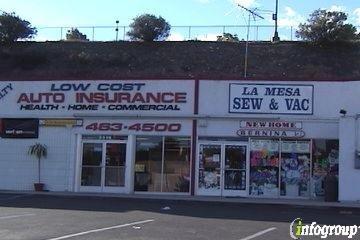 LOW COST
AUTO INSURANCE
HEALTH - HOME - COMMERCIAL
463-4500
LA MESA
SEW & VAC
NEW HOME
BERNINA
infogroup